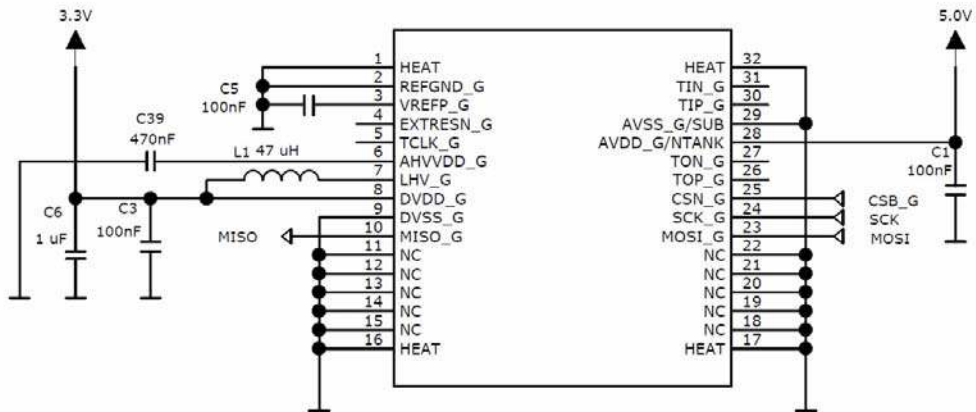 3.3V
5.0V
1 HEAT HEAT 32
2 REFGND_G TIN_G 31
C5
100nF
3 VREFP_G TIP_G 30
4 EXTRESN_G AVSS_G/SUB 29
C39
470nF
5 TCLK_G AVDD_G/NTANK 28
L1 47 uH
6 AHVVDD_G TON_G 27
C1
100nF
7 LHV_G TOP_G 26
8 DVDD_G CSN_G 25 CSB_G
C6
1 uF
C3
100nF
9 DVSS_G SCK_G 24 SCK
MISO 10 MISO_G MOSI_G 23 MOSI
11 NC NC 22
12 NC NC 21
13 NC NC 20
14 NC NC 19
15 NC NC 18
16 HEAT HEAT 17